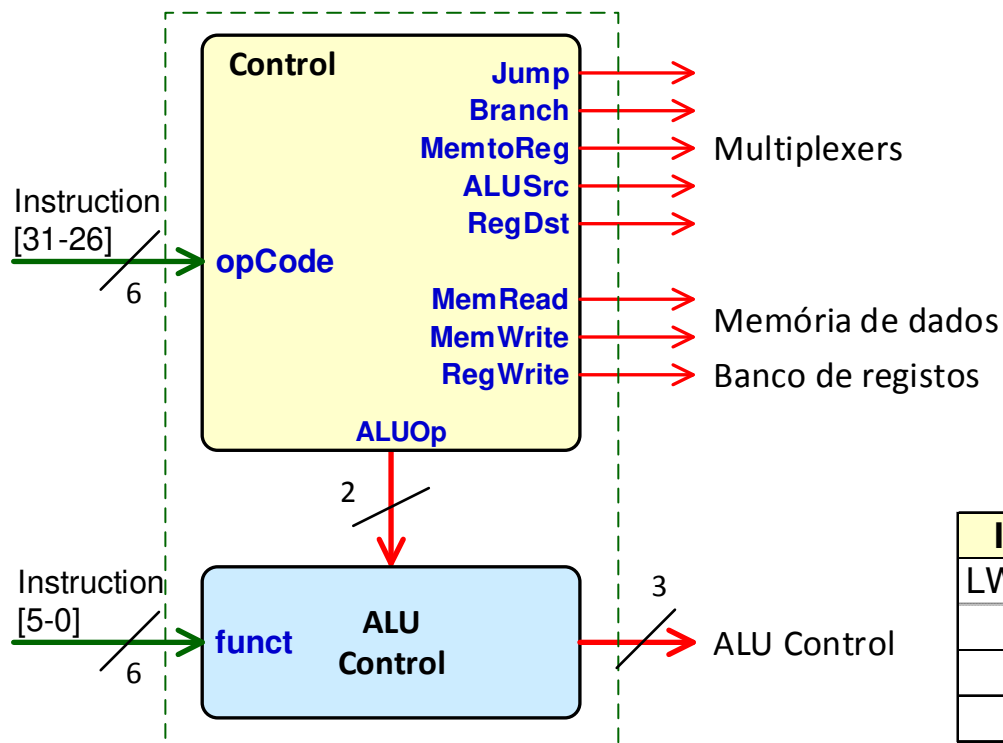 Control
Jump
Branch
MemtoReg
ALUSrc
RegDst
Multiplexers
Instruction
[31-26]
6
opCode
MemRead
MemWrite
RegWrite
Memória de dados
Banco de registos
ALUOp
2
Instruction
[5-0]
6
funct
ALU
Control
3
ALU Control
I
LW